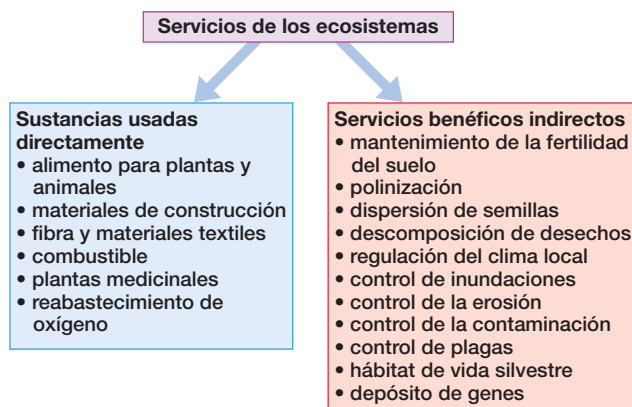 Servicios de los ecosistemas
Sustancias usadas
directamente
• alimento para plantas y
animales
• materiales de construcción
• fibra y materiales textiles
• combustible
• plantas medicinales
• reabastecimiento de
oxígeno
Servicios benéficos indirectos
• mantenimiento de la fertilidad
del suelo
• polinización
• dispersión de semillas
• descomposición de desechos
• regulación del clima local
• control de inundaciones
• control de la erosión
• control de la contaminación
• control de plagas
• hábitat de vida silvestre
• depósito de genes